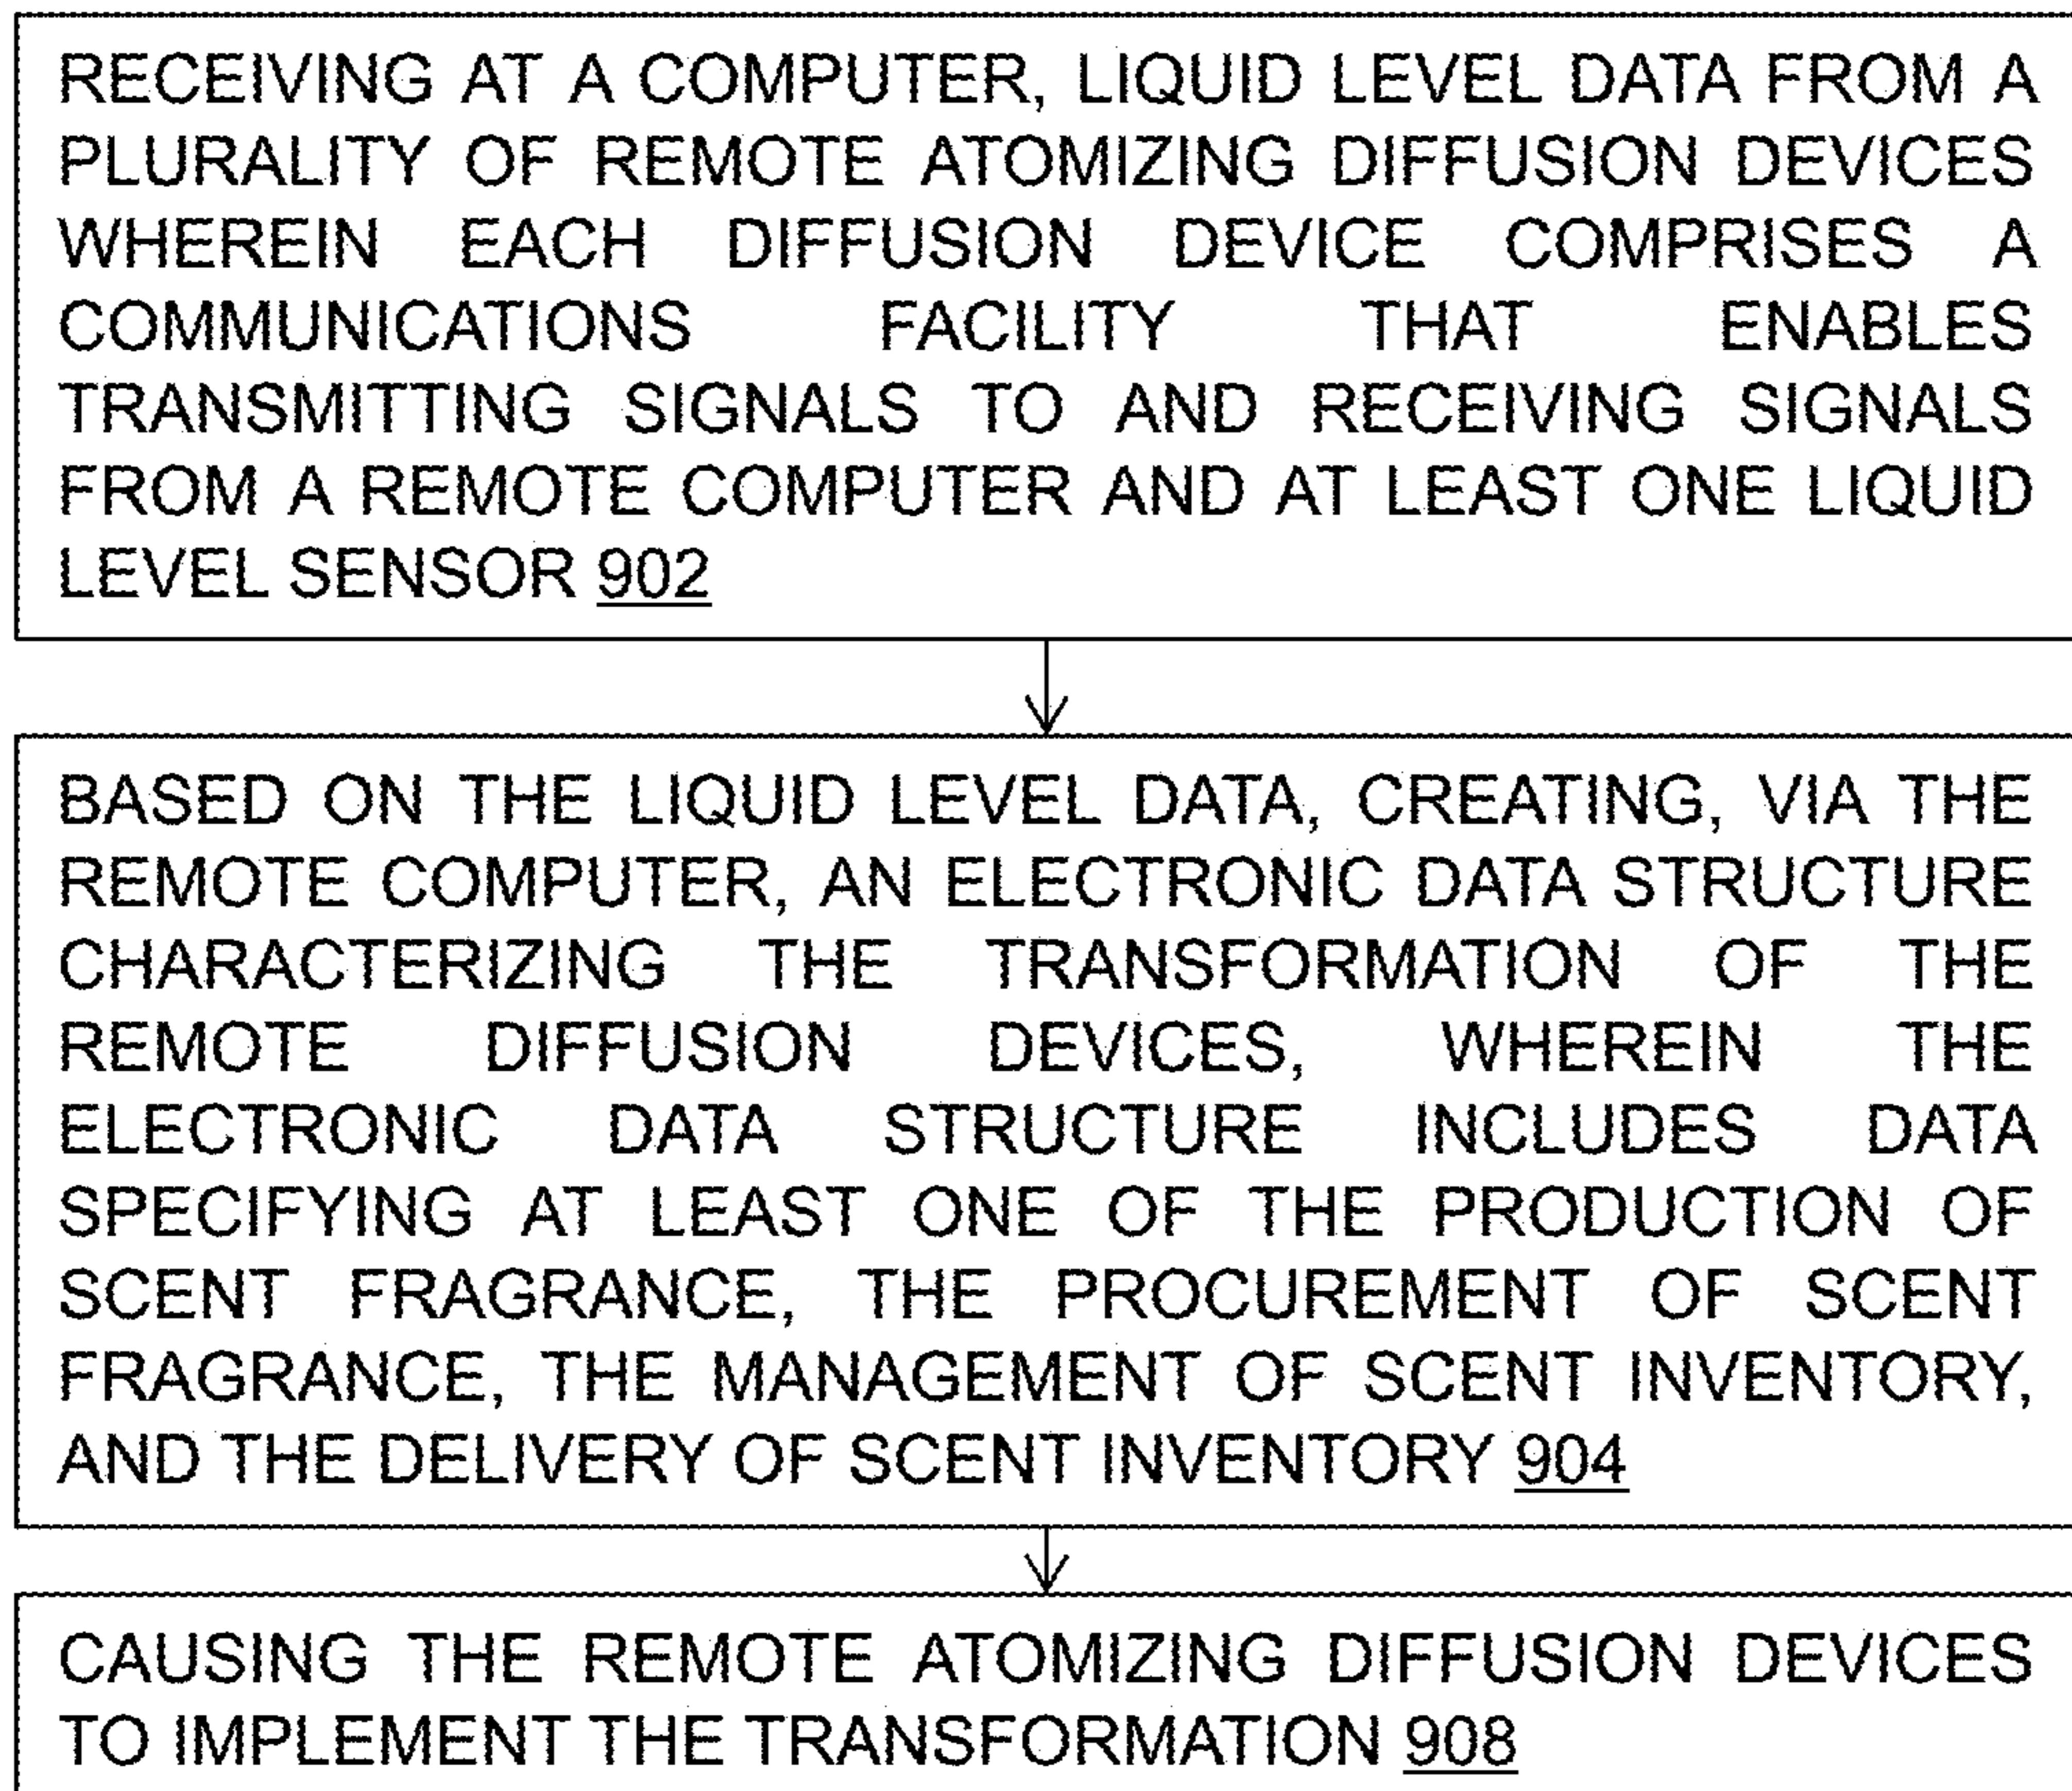 RECEIVING AT A COMPUTER, LIQUID LEVEL DATA FROM A
PLURALITY OF REMOTE ATOMIZING DIFFUSION DEVICES
WHEREIN EACH DIFFUSION DEVICE COMPRISES A
COMMUNICATIONS FACILITY THAT ENABLES
TRANSMITTING SIGNALS TO AND RECEIVING SIGNALS
FROM A REMOTE COMPUTER AND AT LEAST ONE LIQUID
LEVEL SENSOR 902
BASED ON THE LIQUID LEVEL DATA, CREATING, VIA THE
REMOTE COMPUTER, AN ELECTRONIC DATA STRUCTURE
CHARACTERIZING THE TRANSFORMATION OF THE
REMOTE DIFFUSION DEVICES, WHEREIN THE
ELECTRONIC DATA STRUCTURE INCLUDES DATA
SPECIFYING AT LEAST ONE OF THE PRODUCTION OF
SCENT FRAGRANCE, THE PROCUREMENT OF SCENT
FRAGRANCE, THE MANAGEMENT OF SCENT INVENTORY,
AND THE DELIVERY OF SCENT INVENTORY 904
CAUSING THE REMOTE ATOMIZING DIFFUSION DEVICES
TO IMPLEMENT THE TRANSFORMATION 908